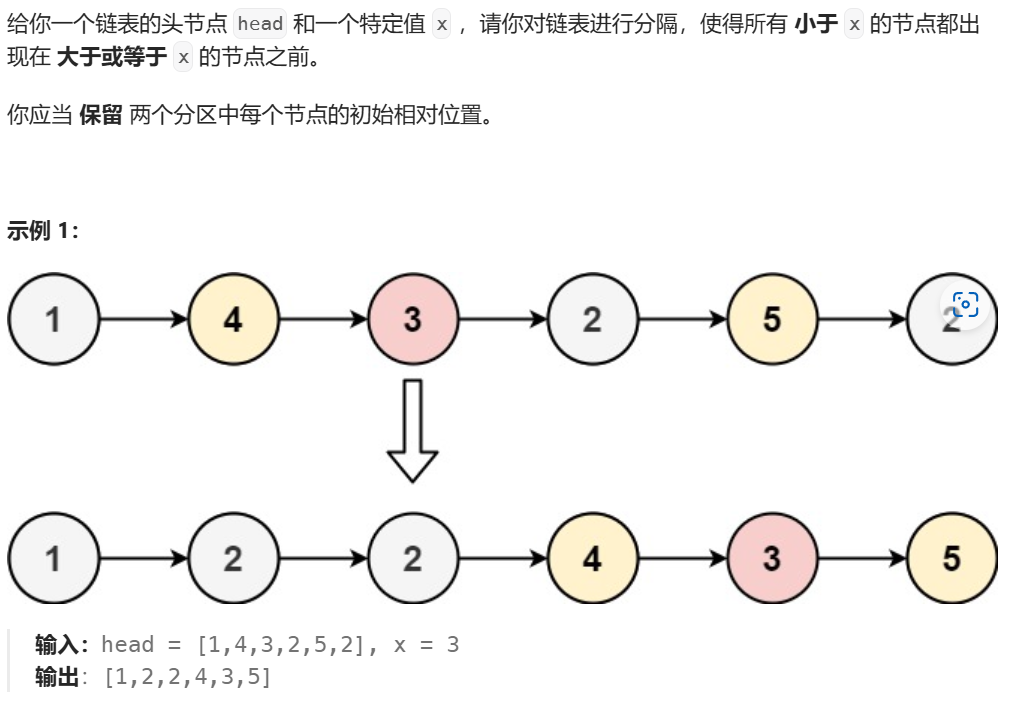 给你一个链表的头节点 head 和一个特定值 x ，请你对链表进行分隔，使得所有 小于 x 的节点都出
现在 大于或等于 x 的节点之前。
你应当 保留 两个分区中每个节点的初始相对位置。
示例 1：
1 4 3 2 5 2
1 2 2 4 3 5
输入：head = [1,4,3,2,5,2], x = 3
输出：[1,2,2,4,3,5]